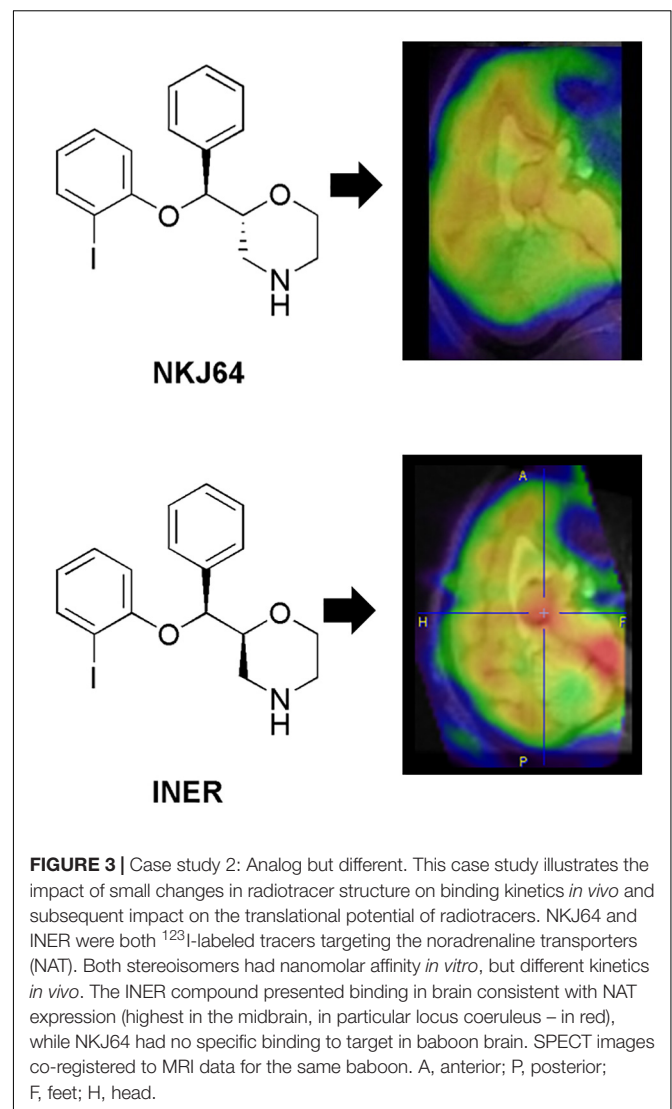 O
O
I
N
H
NKJ64
A
H
F
P
O
O
I
N
H
INER
FIGURE 3 | Case study 2: Analog but different. This case study illustrates the
impact of small changes in radiotracer structure on binding kinetics in vivo and
subsequent impact on the translational potential of radiotracers. NKJ64 and
INER were both ¹²³I-labeled tracers targeting the noradrenaline transporters
(NAT). Both stereoisomers had nanomolar affinity in vitro, but different kinetics
in vivo. The INER compound presented binding in brain consistent with NAT
expression (highest in the midbrain, in particular locus coeruleus – in red),
while NKJ64 had no specific binding to target in baboon brain. SPECT images
co-registered to MRI data for the same baboon. A, anterior; P, posterior;
F, feet; H, head.